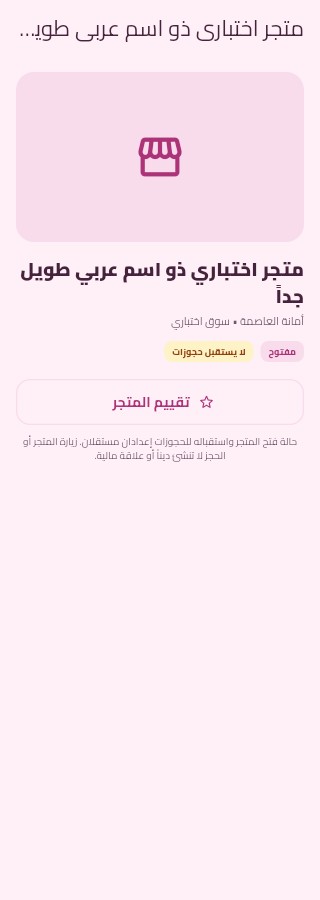 متجر اختباري ذو اسم عربي طويـ...
متجر اختباري ذو اسم عربي طويل
جداً
أمانة العاصمة • سوق اختباري
مفتوح
لا يستقبل حجوزات
تقييم المتجر
حالة فتح المتجر واستقباله للحجوزات إعدادان مستقلان. زيارة المتجر أو
الحجز لا تنشئ ديناً أو علاقة مالية.